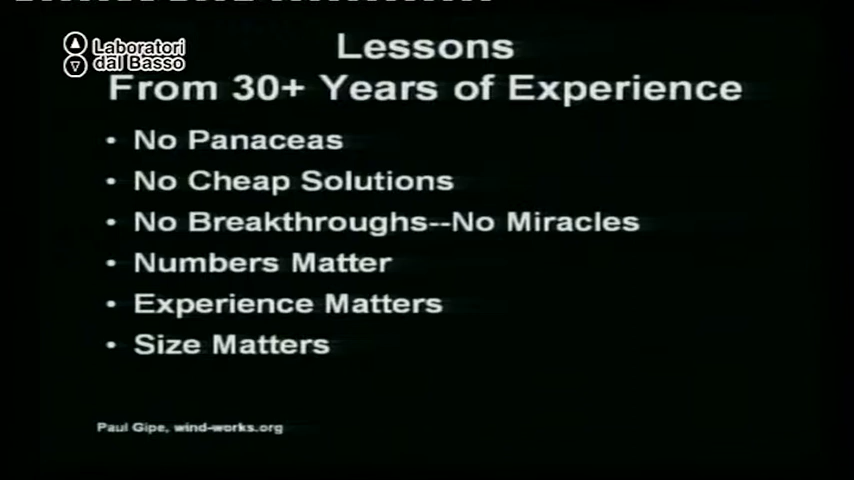 Laboratori
dal Basso
Lessons
From 30+ Years of Experience
• No Panaceas
• No Cheap Solutions
• No Breakthroughs--No Miracles
• Numbers Matter
• Experience Matters
• Size Matters
Paul Gipe, wind-works.org